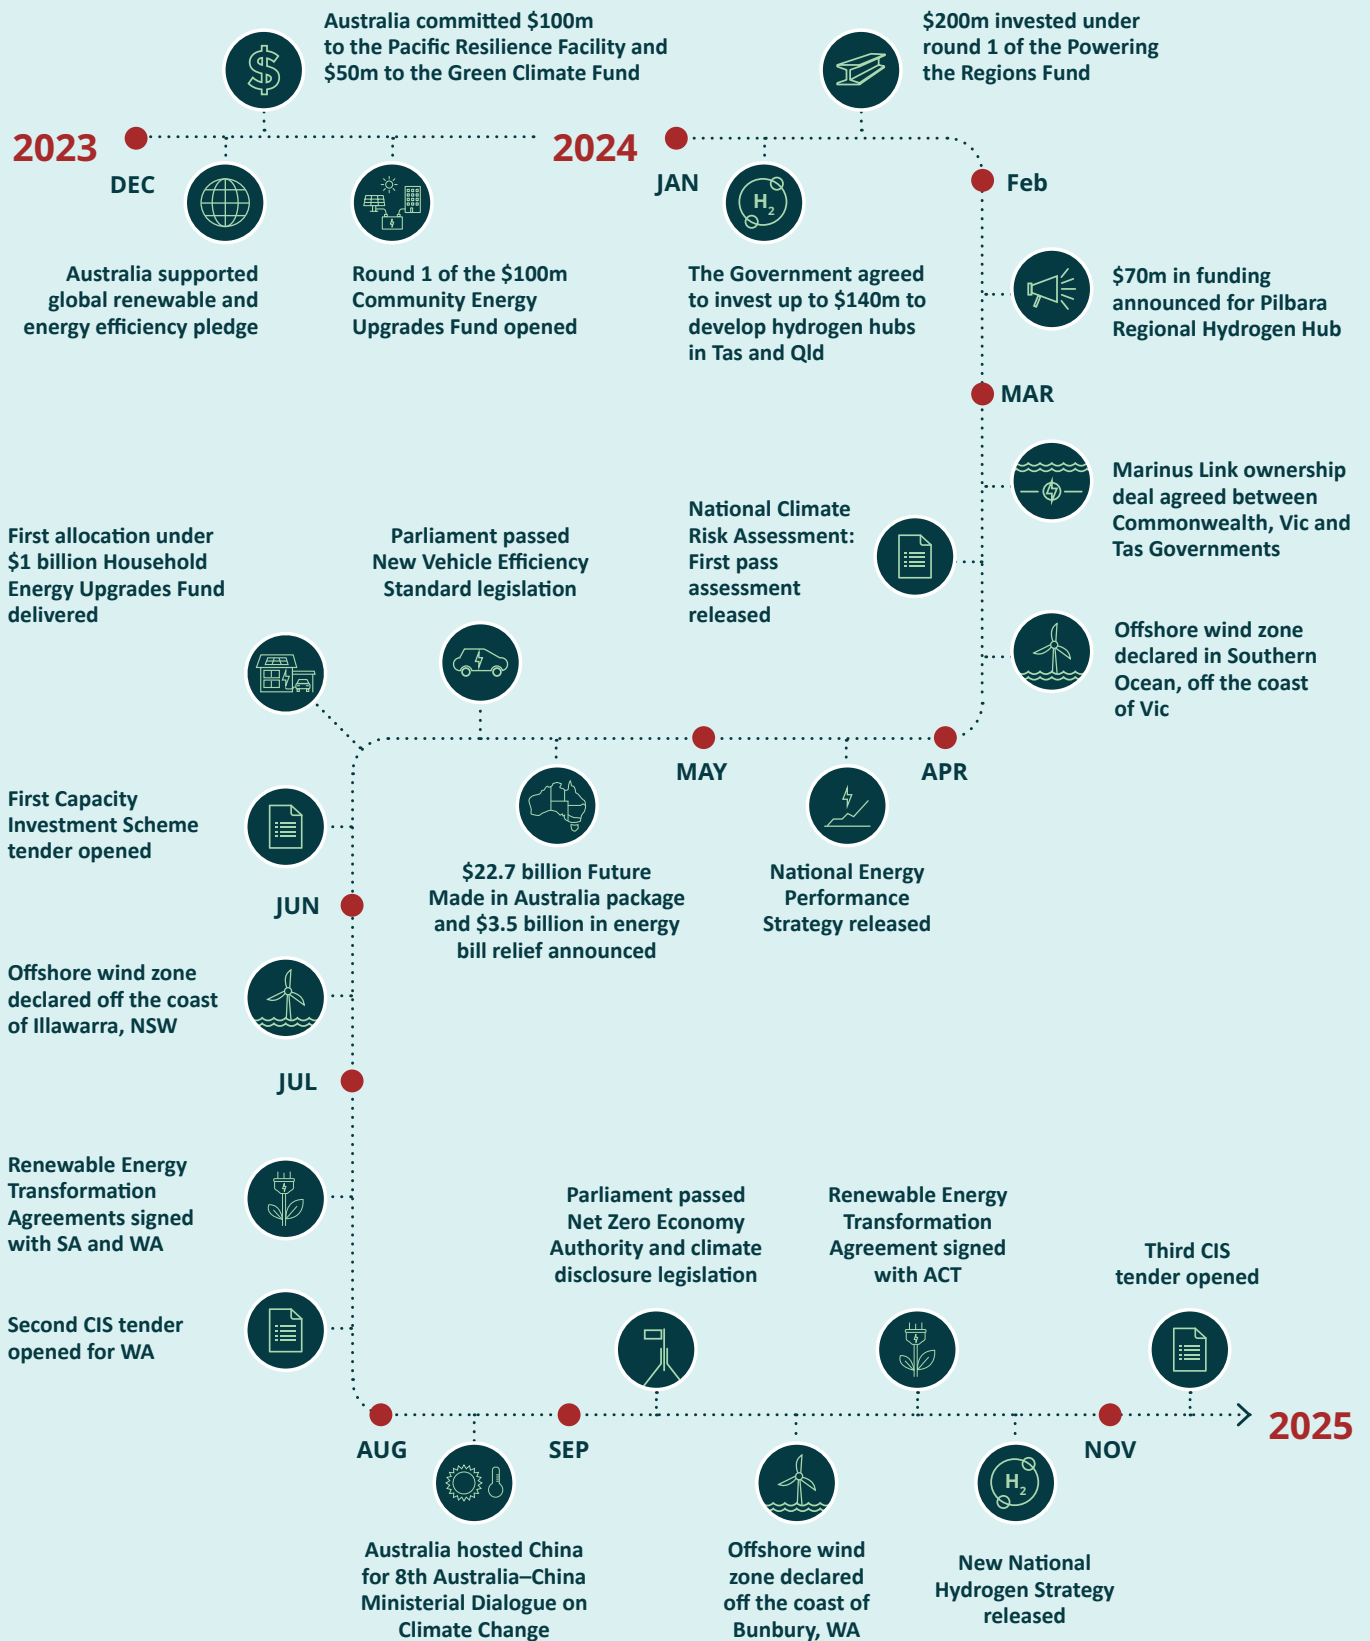 Australia committed $100m
to the Pacific Resilience Facility and
$50m to the Green Climate Fund
$200m invested under
round 1 of the Powering
the Regions Fund
2023
DEC
Australia supported
global renewable and
energy efficiency pledge
Round 1 of the $100m
Community Energy
Upgrades Fund opened
2024
JAN
H2
The Government agreed
to invest up to $140m to
develop hydrogen hubs
in Tas and Qld
Feb
$70m in funding
announced for Pilbara
Regional Hydrogen Hub
MAR
Marinus Link ownership
deal agreed between
Commonwealth, Vic and
Tas Governments
National Climate
Risk Assessment:
First pass
assessment
released
Offshore wind zone
declared in Southern
Ocean, off the coast
of Vic
APR
National Energy
Performance
Strategy released
MAY
Parliament passed
New Vehicle Efficiency
Standard legislation
$22.7 billion Future
Made in Australia package
and $3.5 billion in energy
bill relief announced
First allocation under
$1 billion Household
Energy Upgrades Fund
delivered
First Capacity
Investment Scheme
tender opened
JUN
Offshore wind zone
declared off the coast
of Illawarra, NSW
JUL
Renewable Energy
Transformation
Agreements signed
with SA and WA
Second CIS tender
opened for WA
AUG
Australia hosted China
for 8th Australia–China
Ministerial Dialogue on
Climate Change
SEP
Parliament passed
Net Zero Economy
Authority and climate
disclosure legislation
Offshore wind
zone declared
off the coast of
Bunbury, WA
Renewable Energy
Transformation
Agreement signed
with ACT
H2
New National
Hydrogen Strategy
released
NOV
Third CIS
tender opened
2025